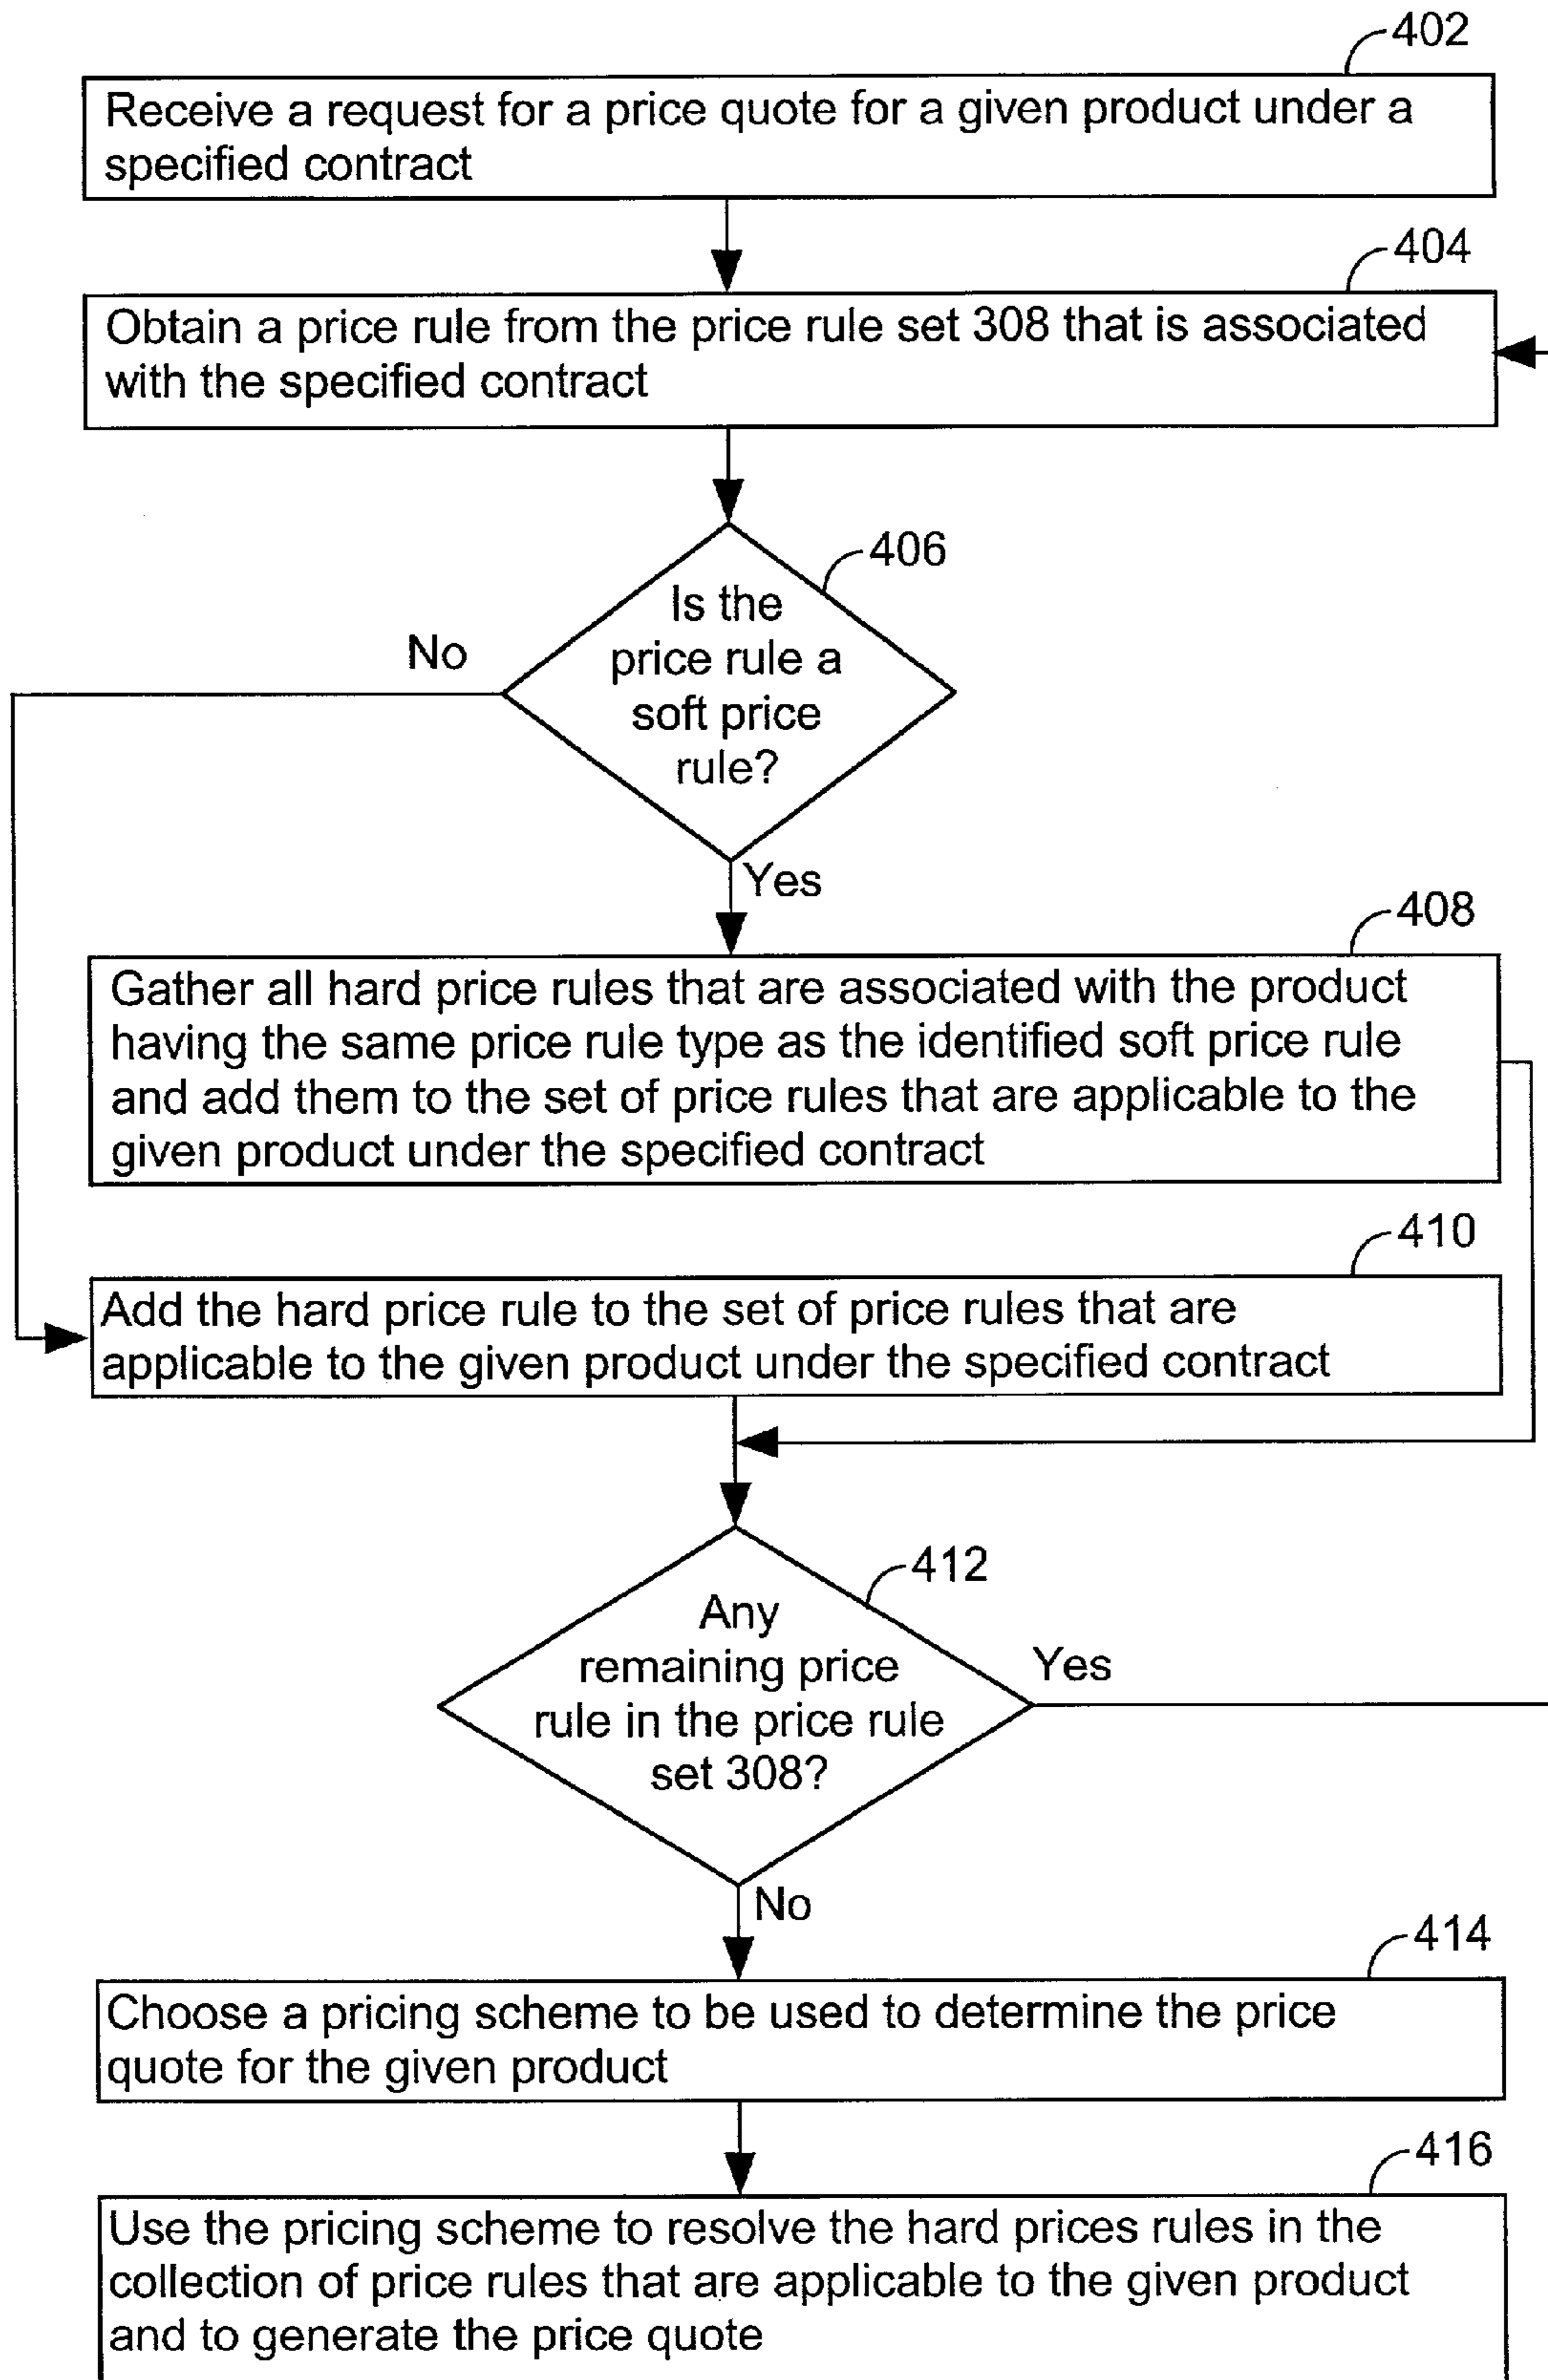 402
Receive a request for a price quote for a given product under a
specified contract
404
Obtain a price rule from the price rule set 308 that is associated
with the specified contract
406
Is the
price rule a
soft price
rule?
No
Yes
408
Gather all hard price rules that are associated with the product
having the same price rule type as the identified soft price rule
and add them to the set of price rules that are applicable to the
given product under the specified contract
410
Add the hard price rule to the set of price rules that are
applicable to the given product under the specified contract
412
Any
remaining price
rule in the price rule
set 308?
Yes
No
414
Choose a pricing scheme to be used to determine the price
quote for the given product
416
Use the pricing scheme to resolve the hard prices rules in the
collection of price rules that are applicable to the given product
and to generate the price quote